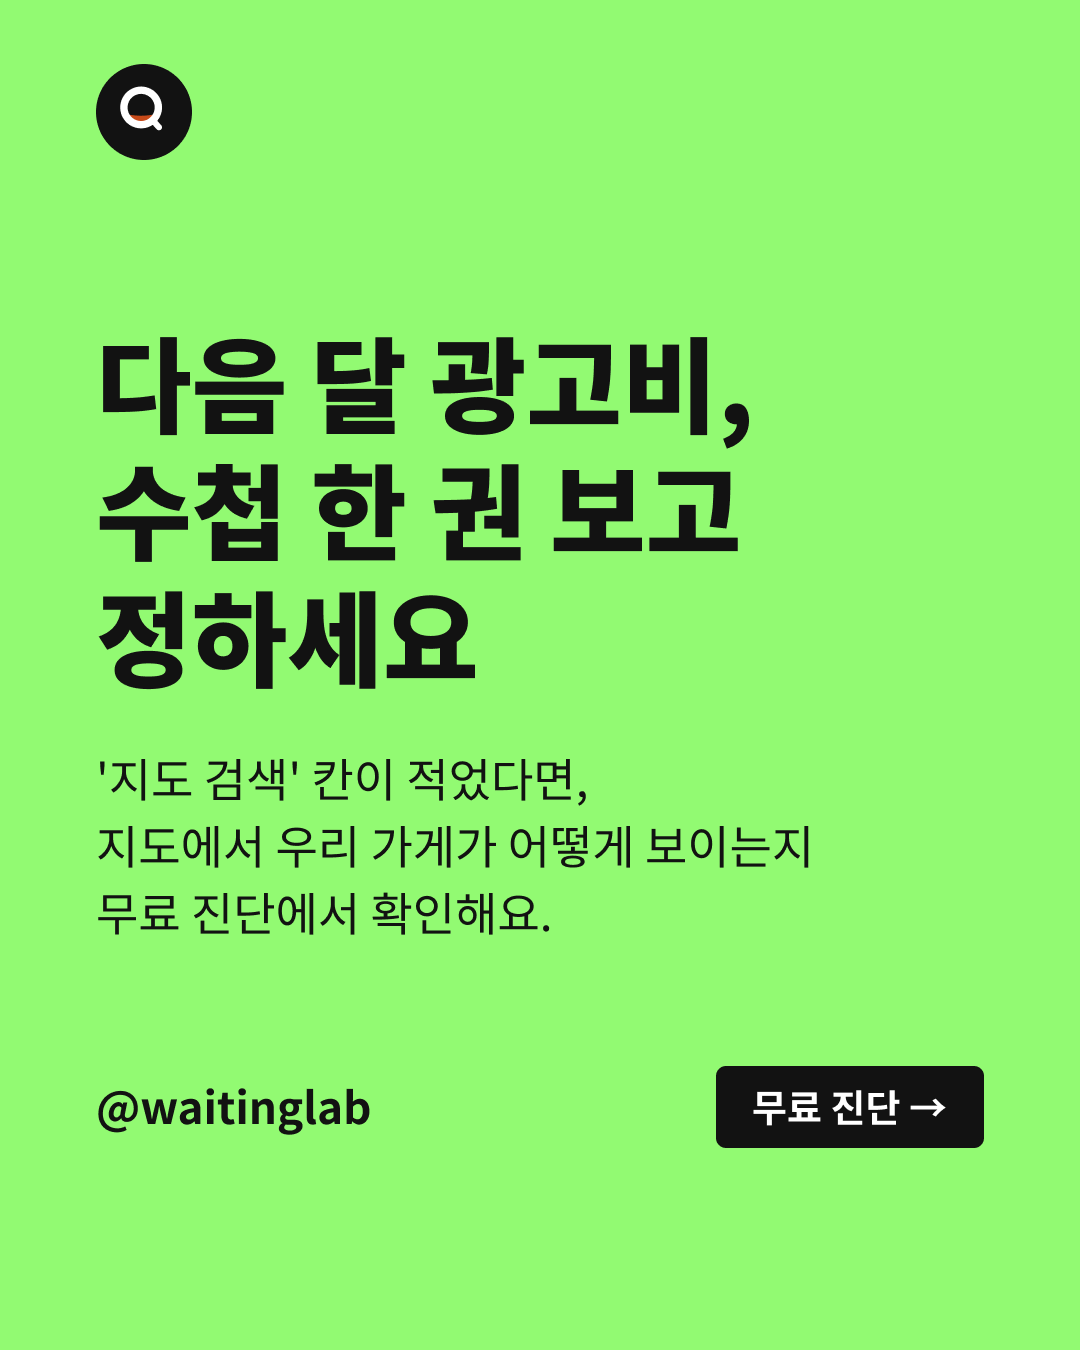 다음 달 광고비,
수첩 한 권 보고
정하세요
'지도 검색' 칸이 적었다면,
지도에서 우리 가게가 어떻게 보이는지
무료 진단에서 확인해요.
@waitinglab
무료 진단 →